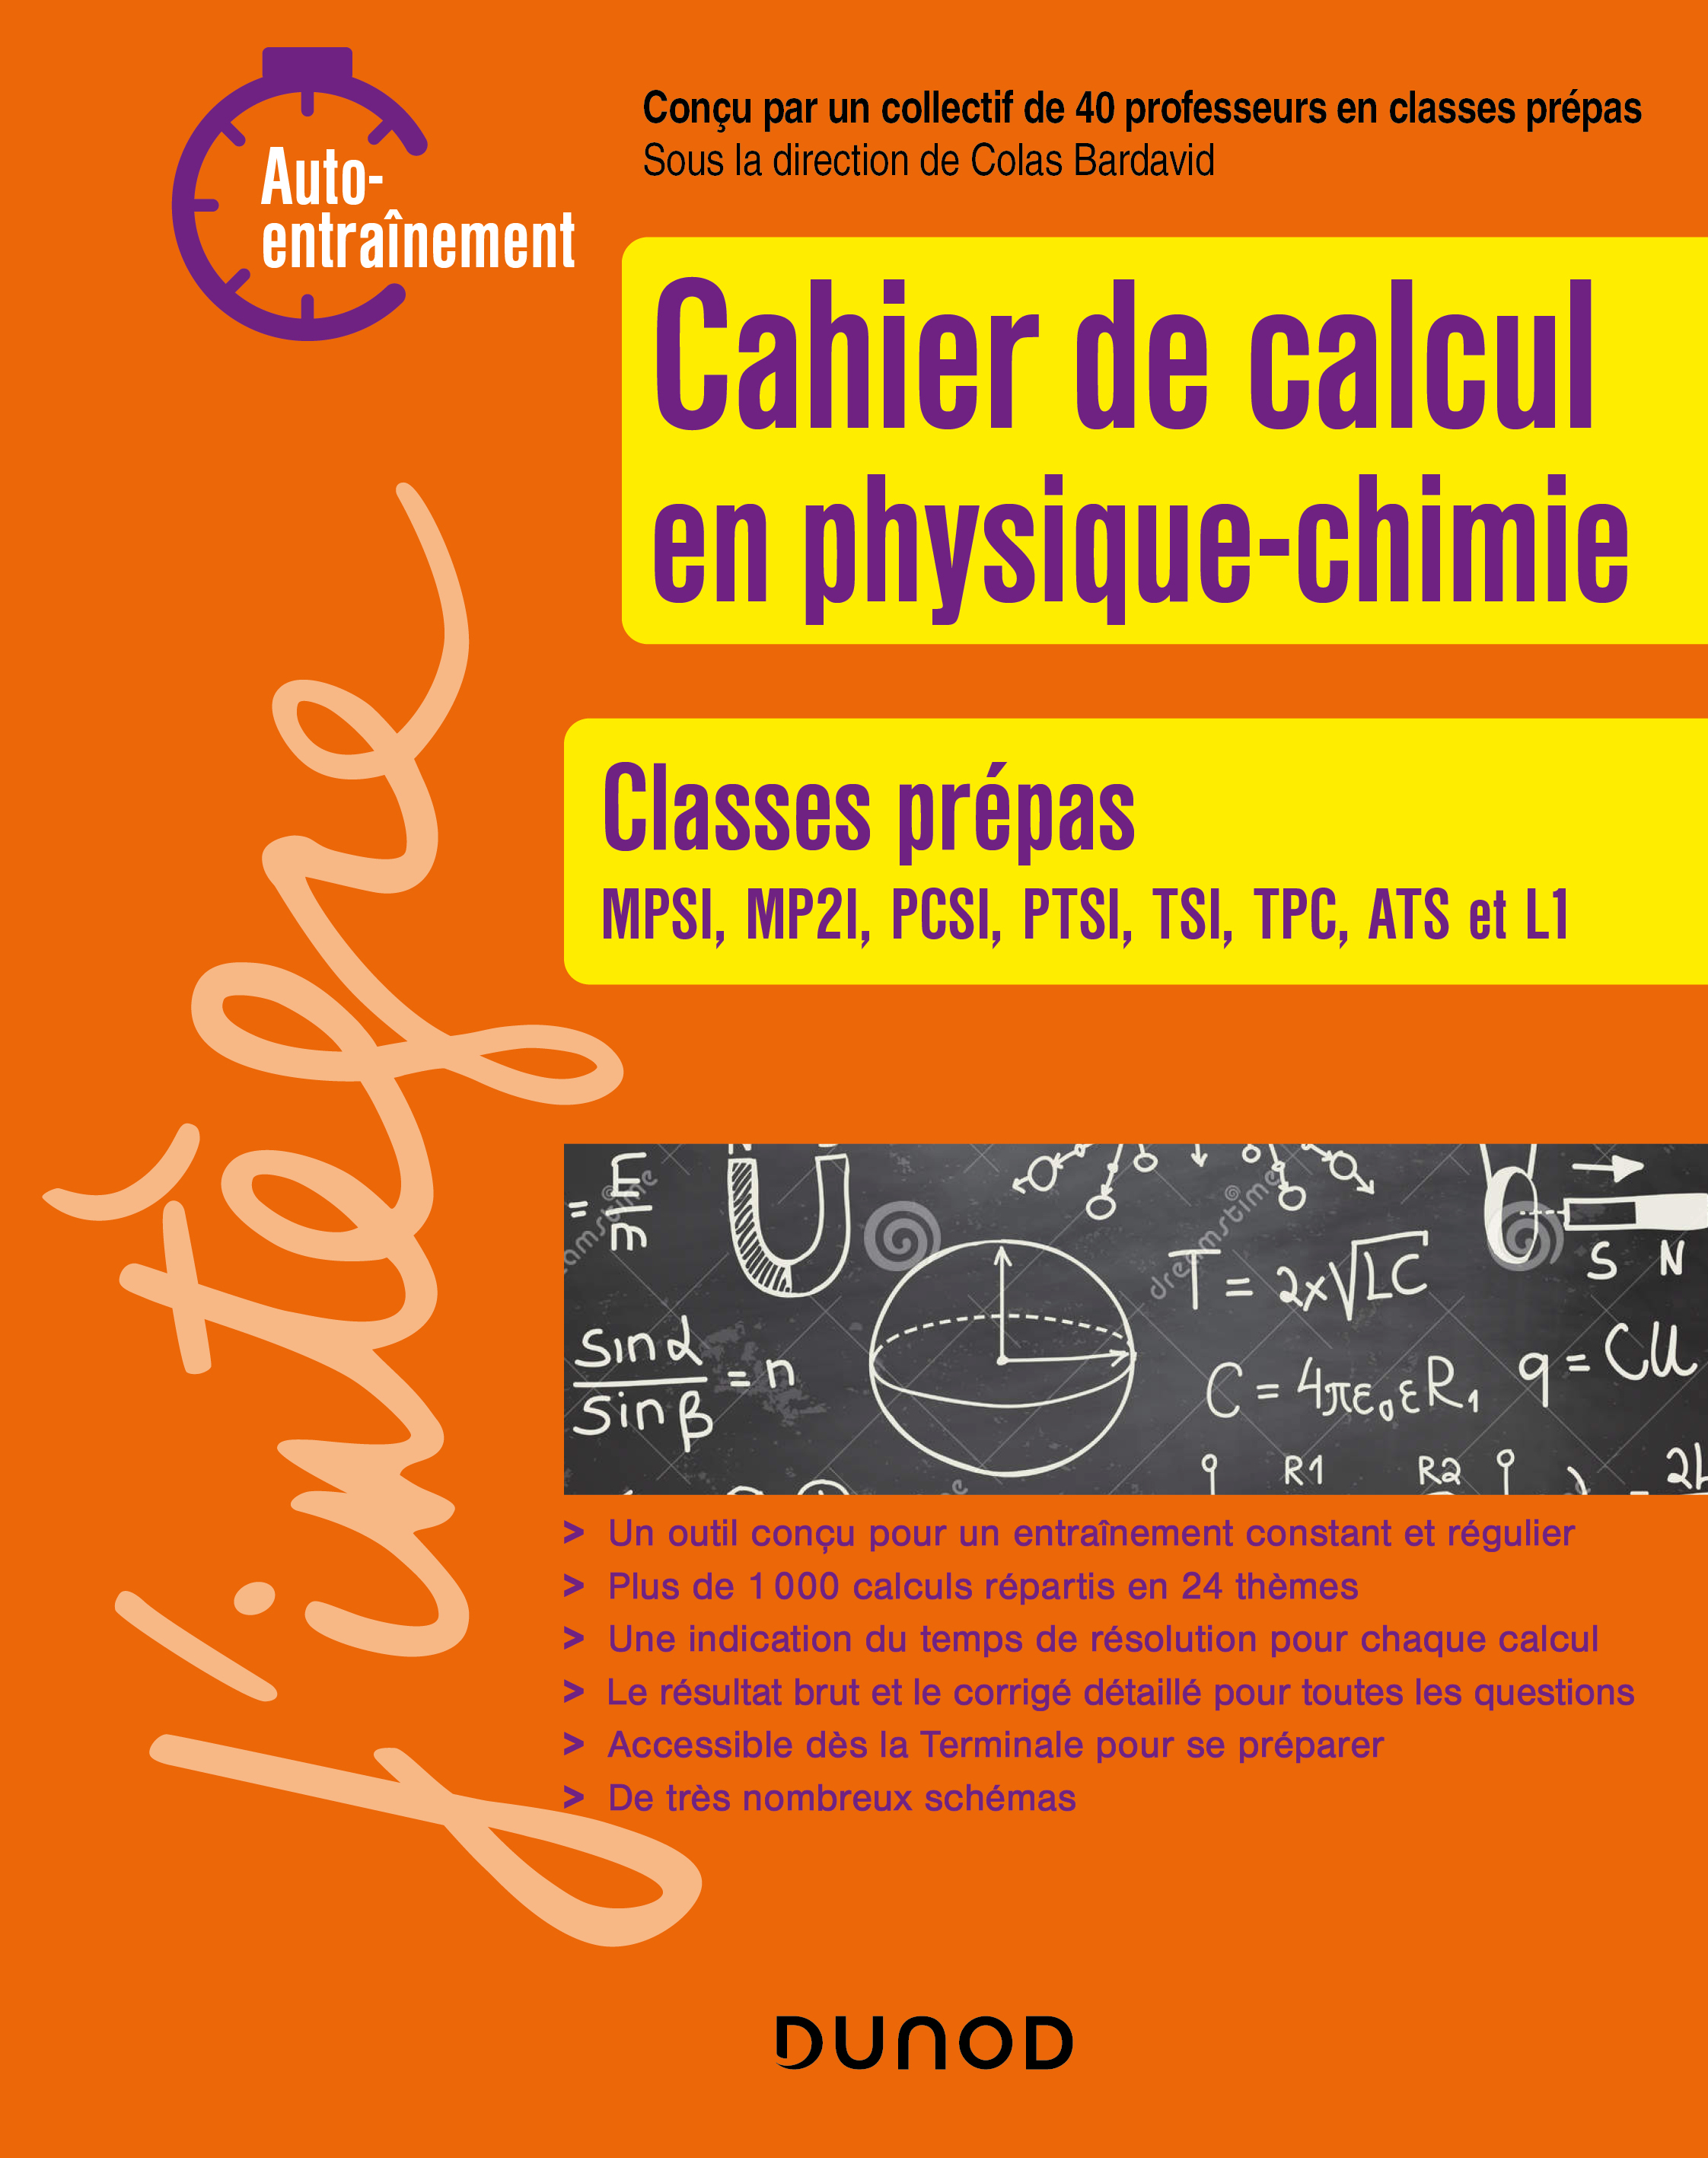 Auto-
entraînement
Conçu par un collectif de 40 professeurs en classes prépas
Sous la direction de Colas Bardavid
Cahier de calcul
en physique-chimie
Classes prépas
MPSI, MP2I, PCSI, PTSI, TSI, TPC, ATS et L1
J'intègre
= E/m
sin α / sin β = n
T = 2x√LC
C = 4πε₀εR₁
q = CU
S N
R1 R2
dreamstime
> Un outil conçu pour un entraînement constant et régulier
> Plus de 1 000 calculs répartis en 24 thèmes
> Une indication du temps de résolution pour chaque calcul
> Le résultat brut et le corrigé détaillé pour toutes les questions
> Accessible dès la Terminale pour se préparer
> De très nombreux schémas
DUNOD